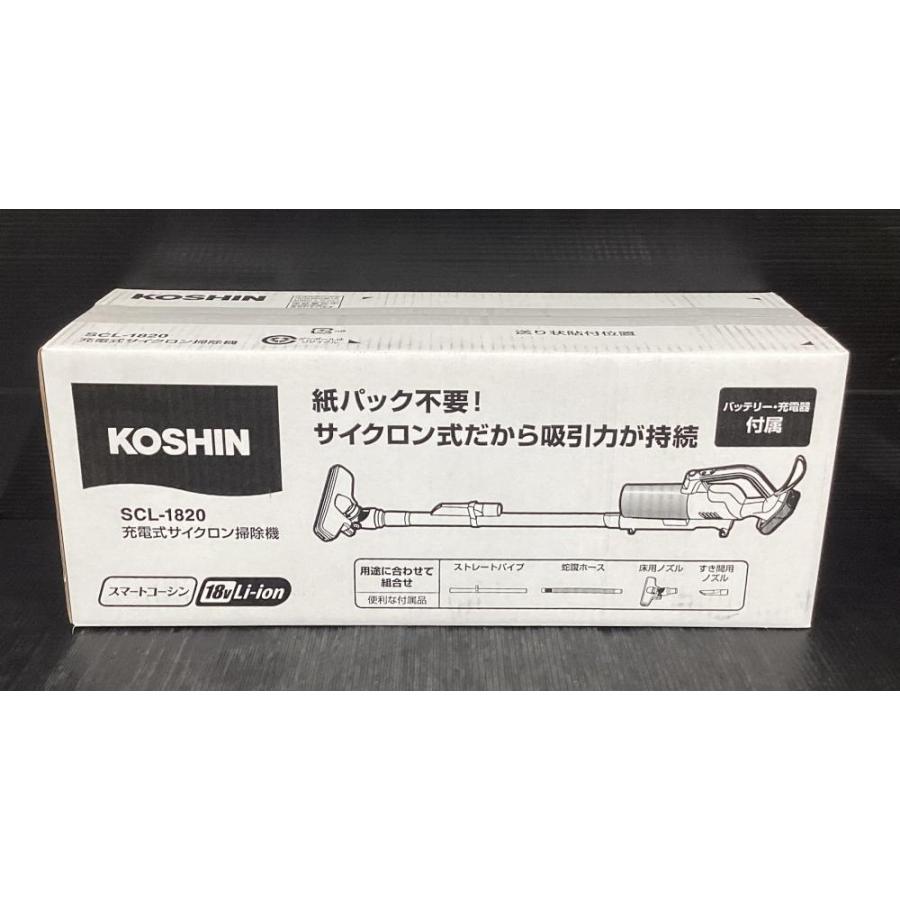 KOSHIN
SCL-1820
充電式サイクロン掃除機
送り状貼付位置
KOSHIN
紙パック不要！
サイクロン式だから吸引力が持続
バッテリー・充電器
付属
SCL-1820
充電式サイクロン掃除機
スマートコーシン
18V Li-ion
用途に合わせて
組合せ
便利な付属品
ストレートパイプ
蛇腹ホース
床用ノズル
すき間用
ノズル